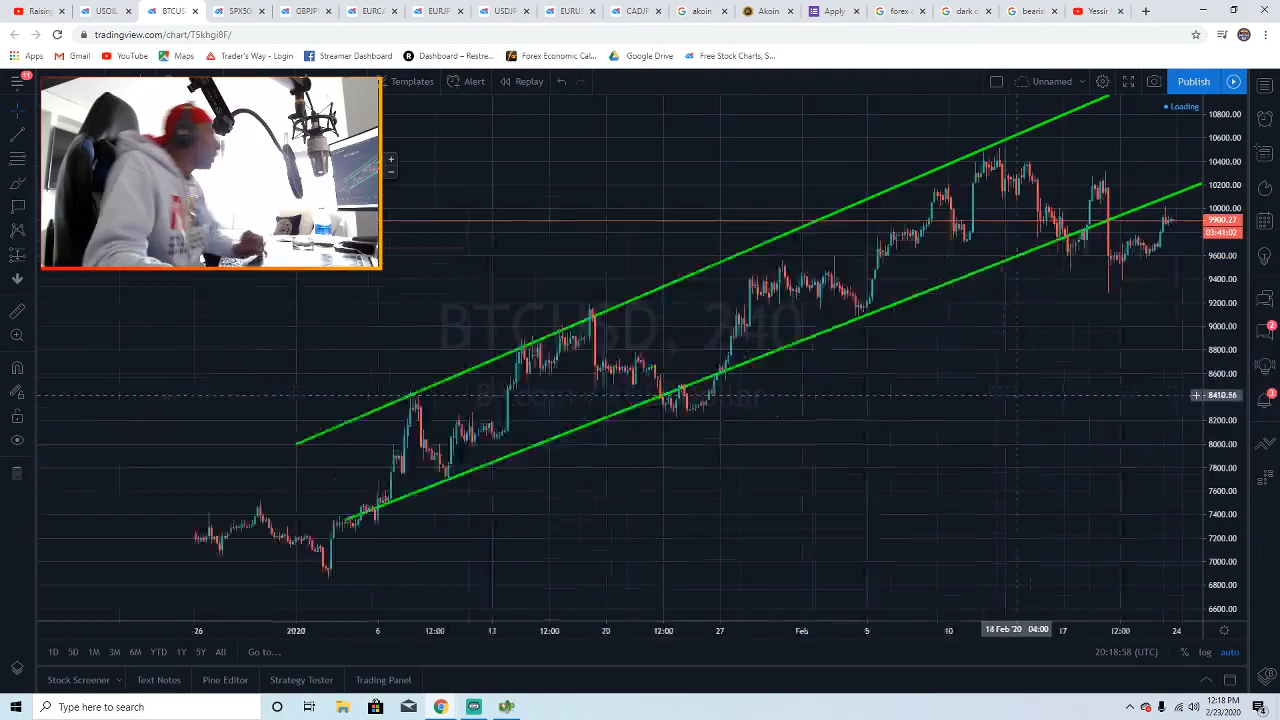 Raising
USOIL
BTCUS
SPX50
GBPJP
EURCA
EURJP
USDJP
EURUS
CADJP
akoin
Akoin
Apply
forex c
dark c
bearis
Yessir
tradingview.com/chart/T5khgi8F/
Apps
Gmail
YouTube
Maps
Trader's Way - Login
Streamer Dashboard
Dashboard – Restre...
Forex Economic Cal...
Google Drive
Free Stock Charts, S...
11
Templates
Alert
Replay
Unnamed
Publish
Loading
BTCUSD, 240
10800.00
10600.00
10400.00
10200.00
10000.00
9900.27
03:41:02
9600.00
9400.00
9200.00
9000.00
8800.00
8600.00
8410.56
8200.00
8000.00
7800.00
7600.00
7400.00
7200.00
7000.00
6800.00
6600.00
2
3
26
2020
6
12:00
13
12:00
20
12:00
27
Feb
5
10
18 Feb '20 04:00
17
12:00
24
1D
5D
1M
3M
6M
YTD
1Y
5Y
All
Go to...
20:18:58 (UTC)
%
log
auto
Stock Screener
Text Notes
Pine Editor
Strategy Tester
Trading Panel
Type here to search
12:18 PM
2/23/2020